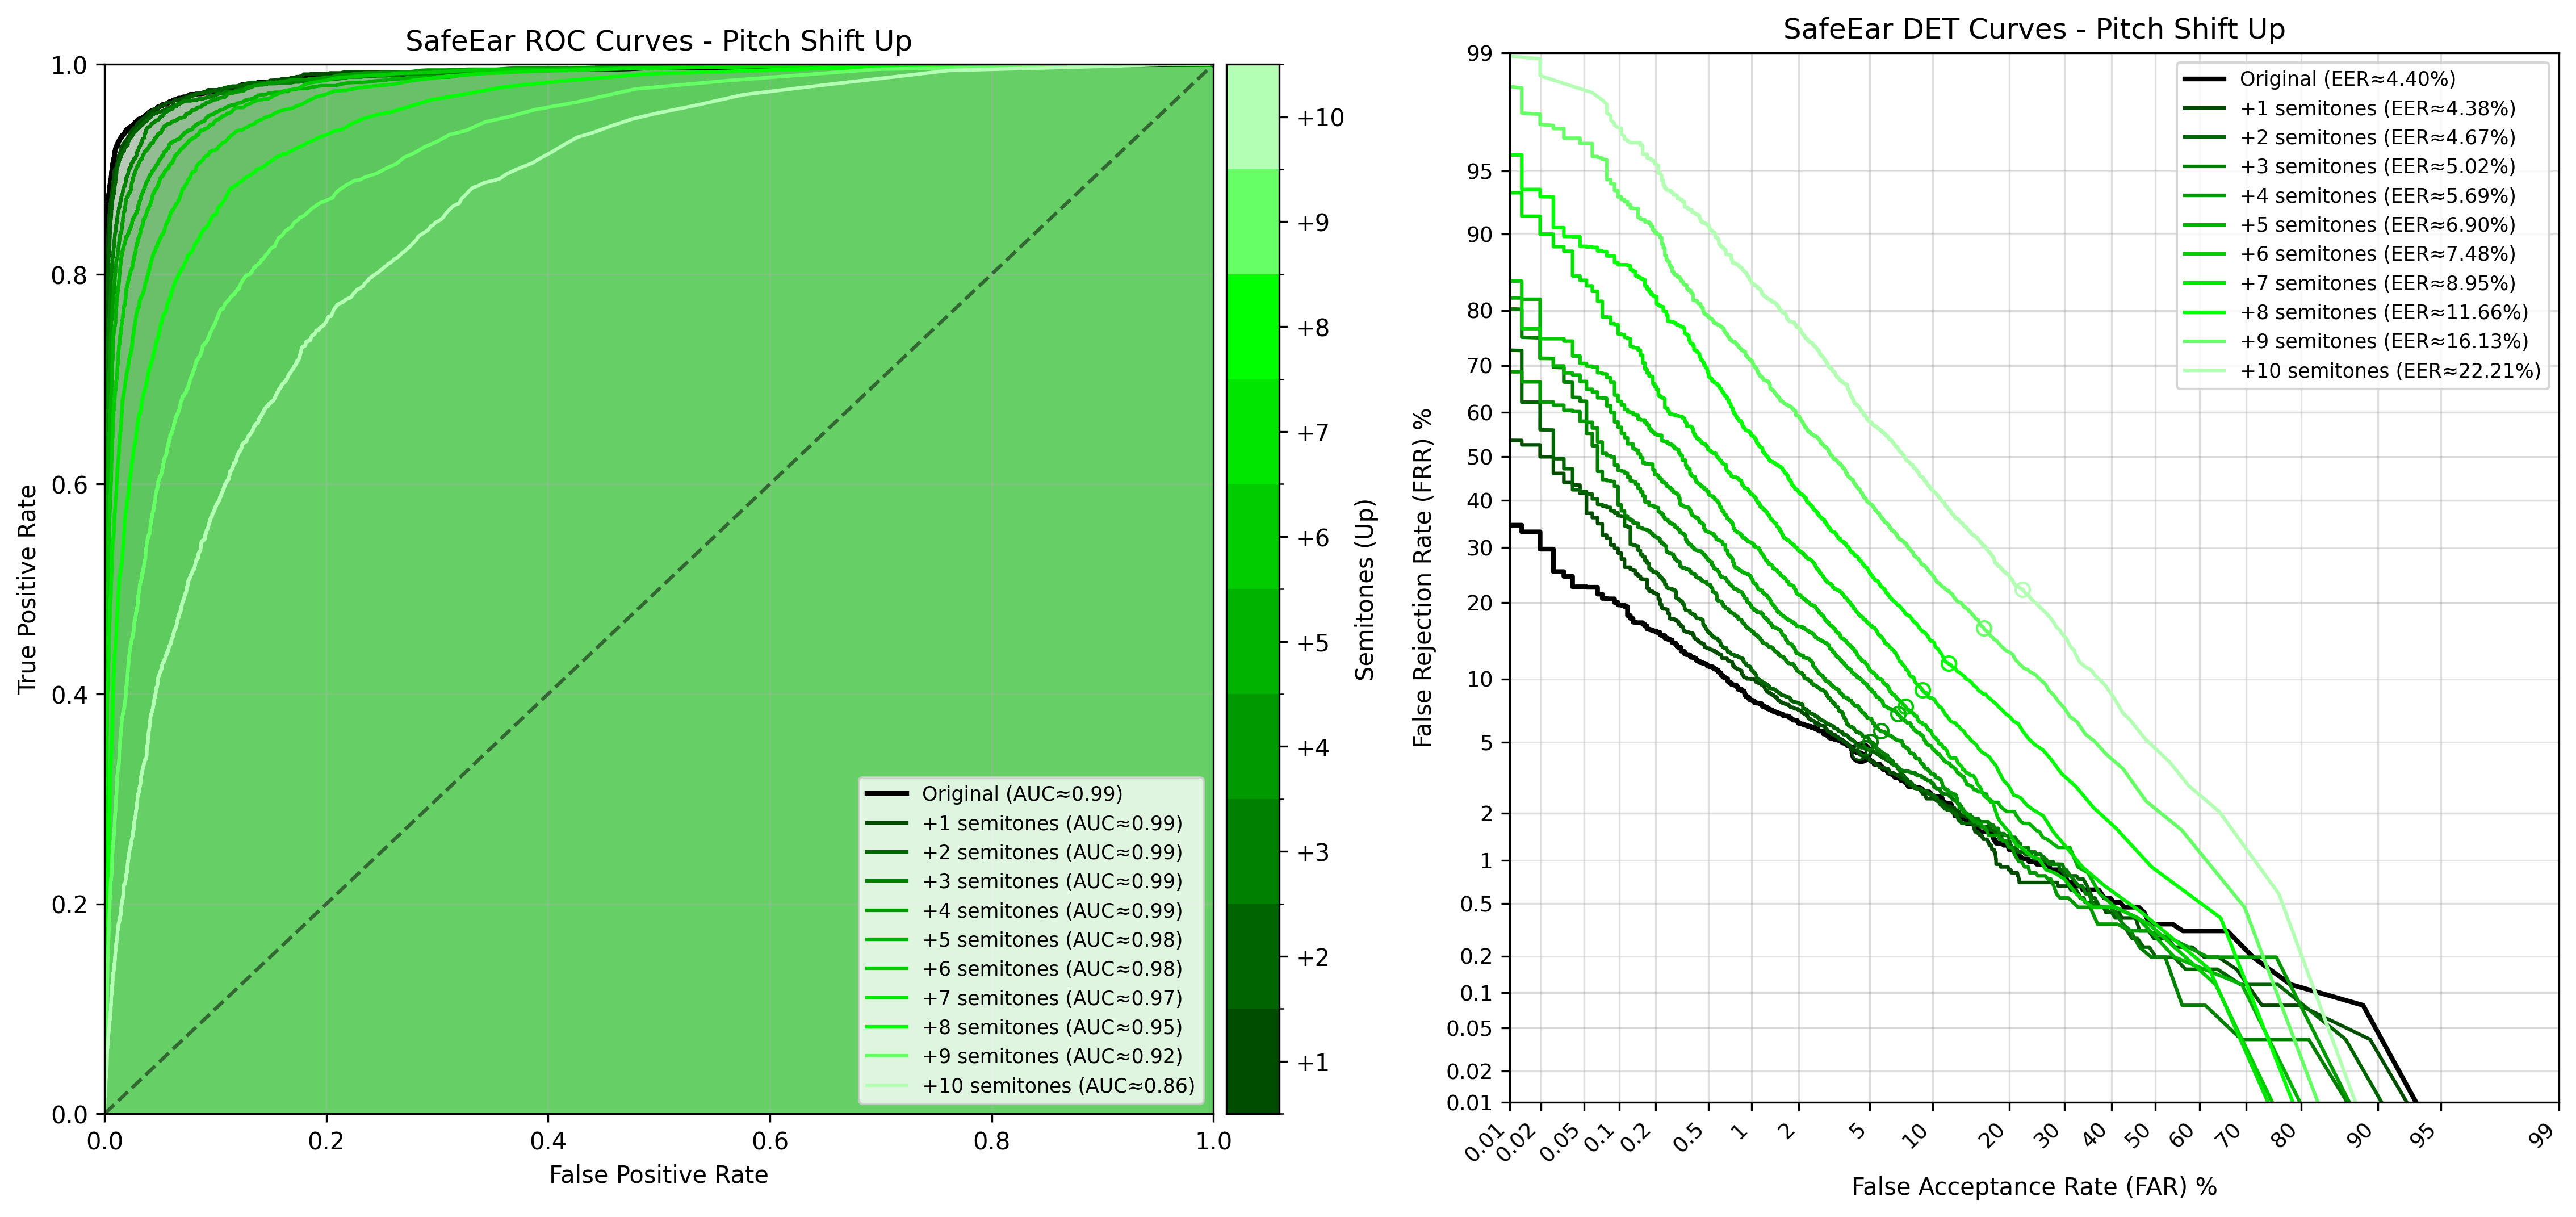 SafeEar ROC Curves - Pitch Shift Up
True Positive Rate
1.0
0.8
0.6
0.4
0.2
0.0
0.0 0.2 0.4 0.6 0.8 1.0
False Positive Rate
Original (AUC≈0.99)
+1 semitones (AUC≈0.99)
+2 semitones (AUC≈0.99)
+3 semitones (AUC≈0.99)
+4 semitones (AUC≈0.99)
+5 semitones (AUC≈0.98)
+6 semitones (AUC≈0.98)
+7 semitones (AUC≈0.97)
+8 semitones (AUC≈0.95)
+9 semitones (AUC≈0.92)
+10 semitones (AUC≈0.86)
+10
+9
+8
+7
+6
+5
+4
+3
+2
+1
Semitones (Up)
SafeEar DET Curves - Pitch Shift Up
False Rejection Rate (FRR) %
99
95
90
80
70
60
50
40
30
20
10
5
2
1
0.5
0.2
0.1
0.05
0.02
0.01
0.01 0.02 0.05 0.1 0.2 0.5 1 2 5 10 20 30 40 50 60 70 80 90 95 99
False Acceptance Rate (FAR) %
Original (EER≈4.40%)
+1 semitones (EER≈4.38%)
+2 semitones (EER≈4.67%)
+3 semitones (EER≈5.02%)
+4 semitones (EER≈5.69%)
+5 semitones (EER≈6.90%)
+6 semitones (EER≈7.48%)
+7 semitones (EER≈8.95%)
+8 semitones (EER≈11.66%)
+9 semitones (EER≈16.13%)
+10 semitones (EER≈22.21%)